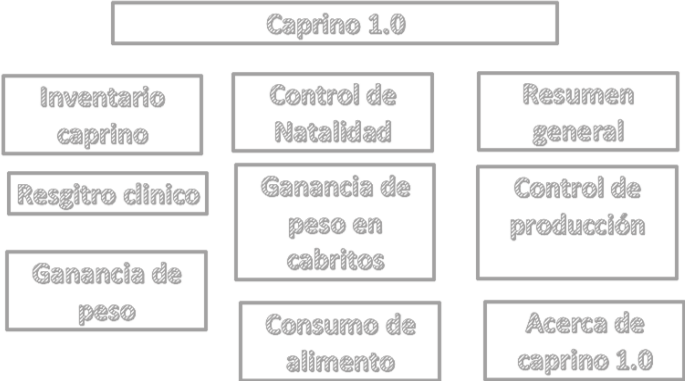 Caprino 1.0
Inventario
caprino
Control de
Natalidad
Resumen
general
Resgitro clinico
Ganancia de
peso en
cabritos
Control de
producción
Ganancia de
peso
Consumo de
alimento
Acerca de
caprino 1.0